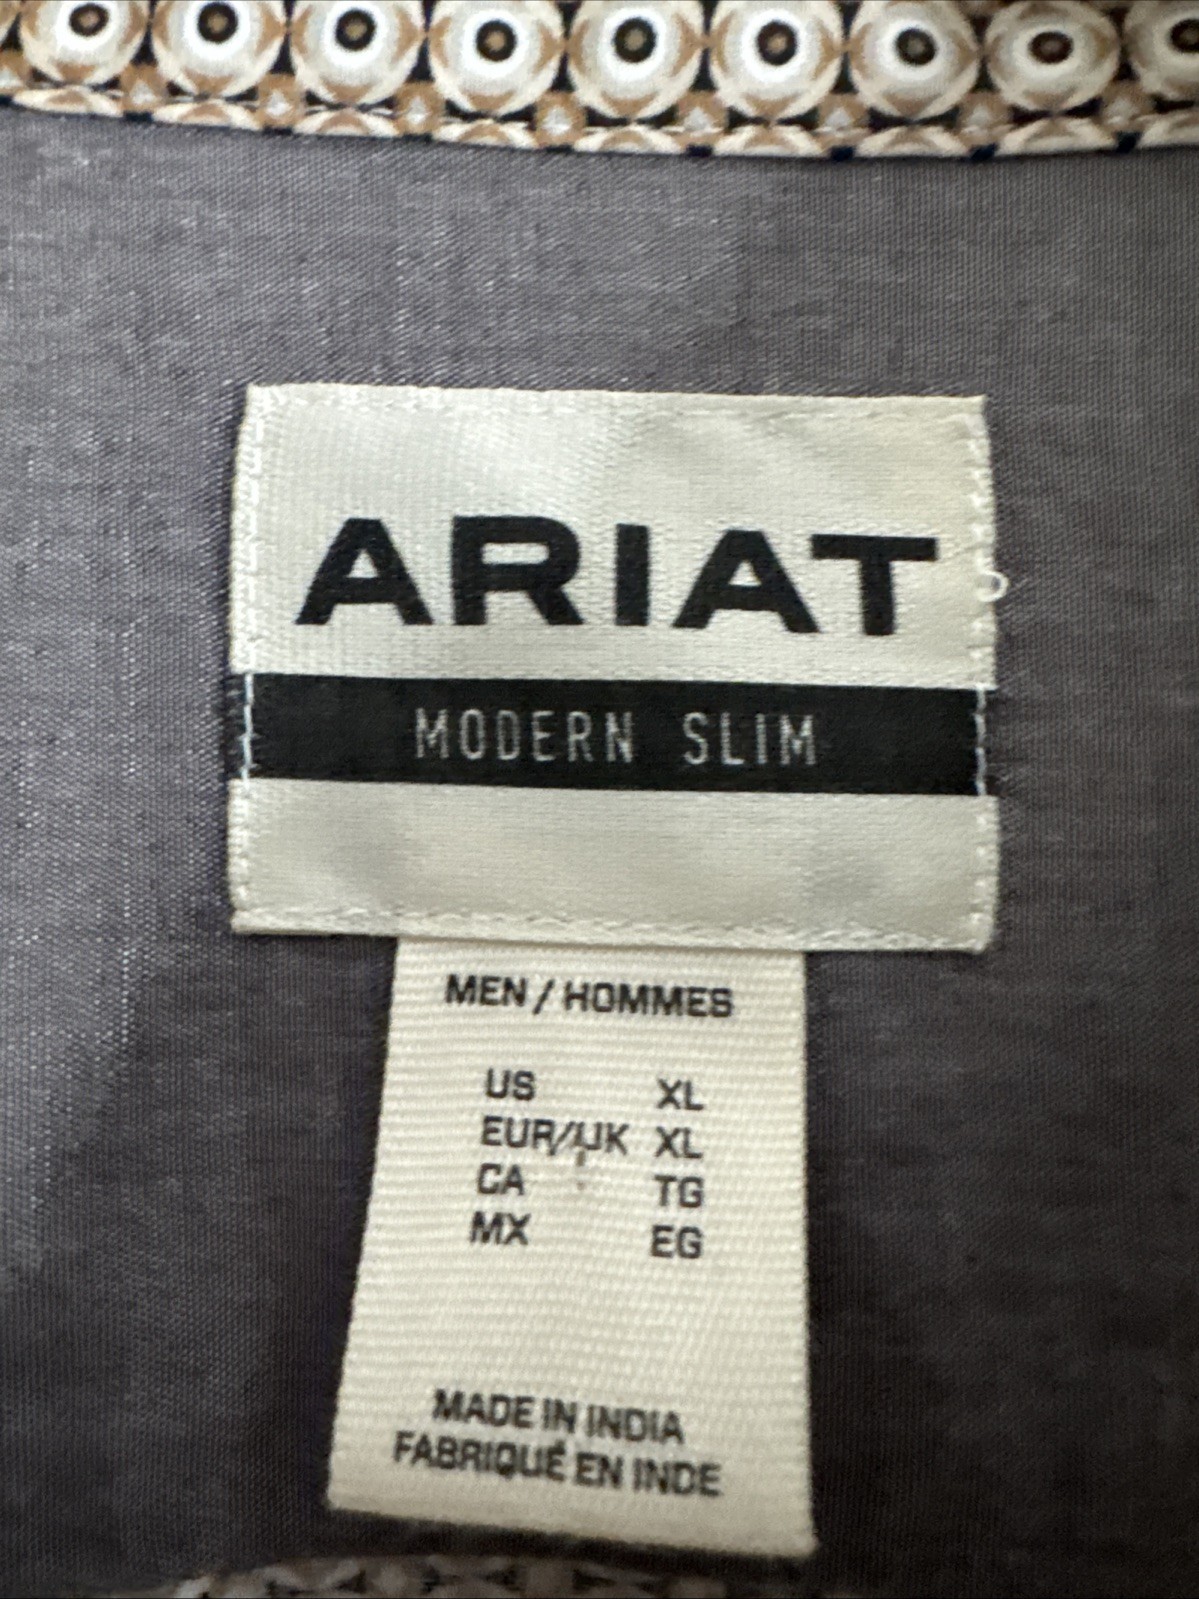 ARIAT
MODERN SLIM
MEN / HOMMES
US XL
EUR/UK XL
CA TG
MX EG
MADE IN INDIA
FABRIQUÉ EN INDE